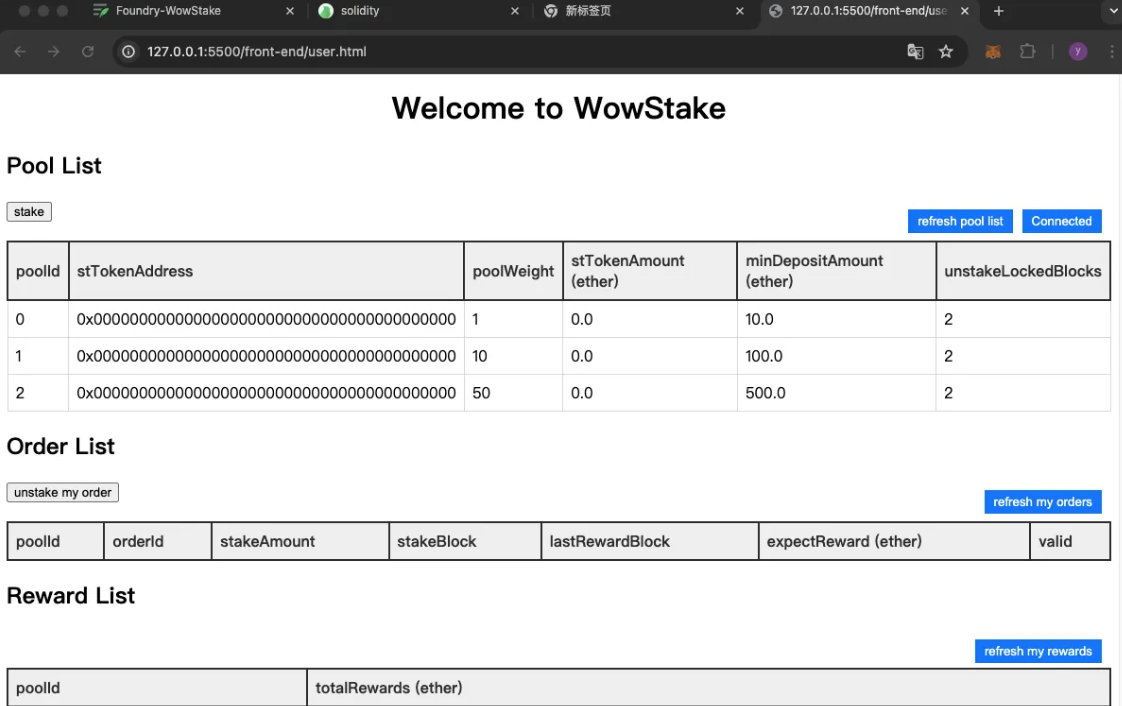 Foundry-WowStake
solidity
新标签页
127.0.0.1:5500/front-end/use
127.0.0.1:5500/front-end/user.html
y
Welcome to WowStake
Pool List
stake
refresh pool list Connected
poolId stTokenAddress poolWeight stTokenAmount (ether) minDepositAmount (ether) unstakeLockedBlocks
0 0x0000000000000000000000000000000000000000 1 0.0 10.0 2
1 0x0000000000000000000000000000000000000000 10 0.0 100.0 2
2 0x0000000000000000000000000000000000000000 50 0.0 500.0 2
Order List
unstake my order
refresh my orders
poolId orderId stakeAmount stakeBlock lastRewardBlock expectReward (ether) valid
Reward List
refresh my rewards
poolId totalRewards (ether)